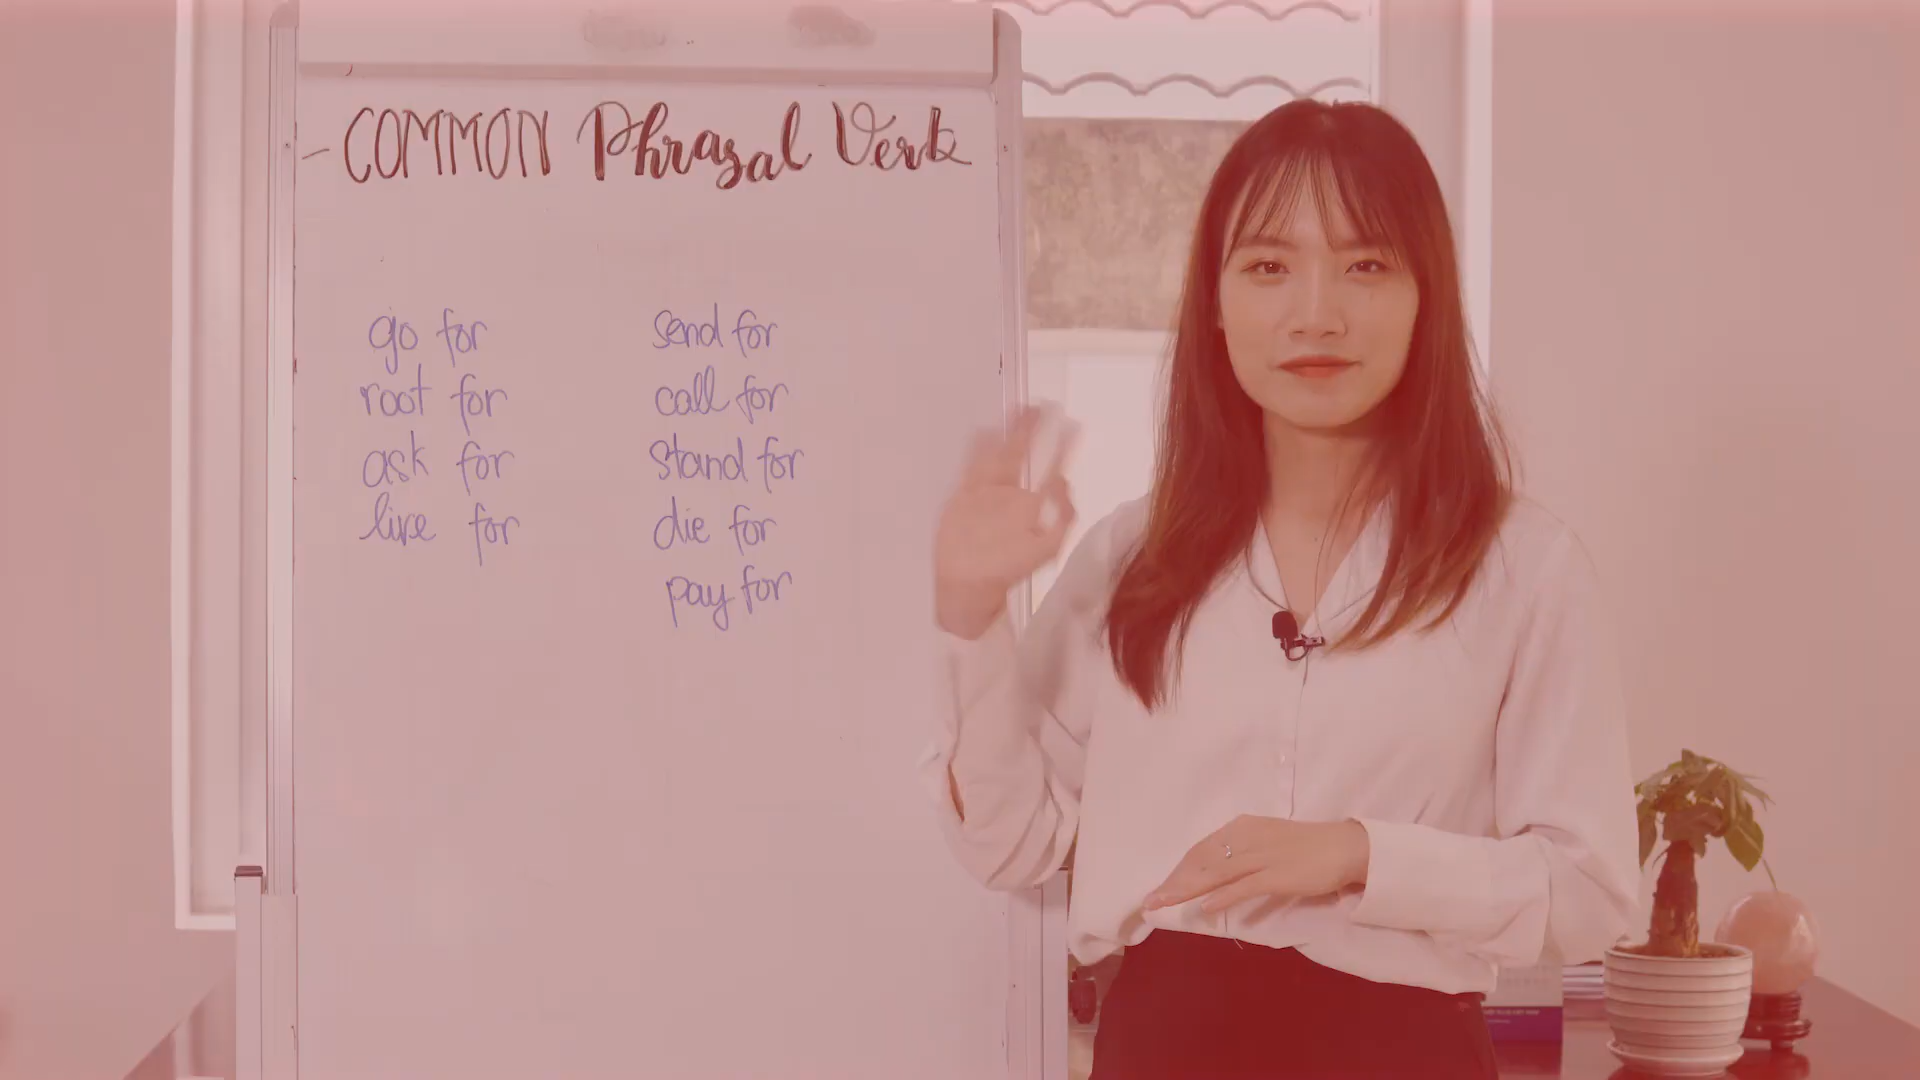 - COMMON Phrasal Verb
go for
root for
ask for
live for
send for
call for
stand for
die for
pay for